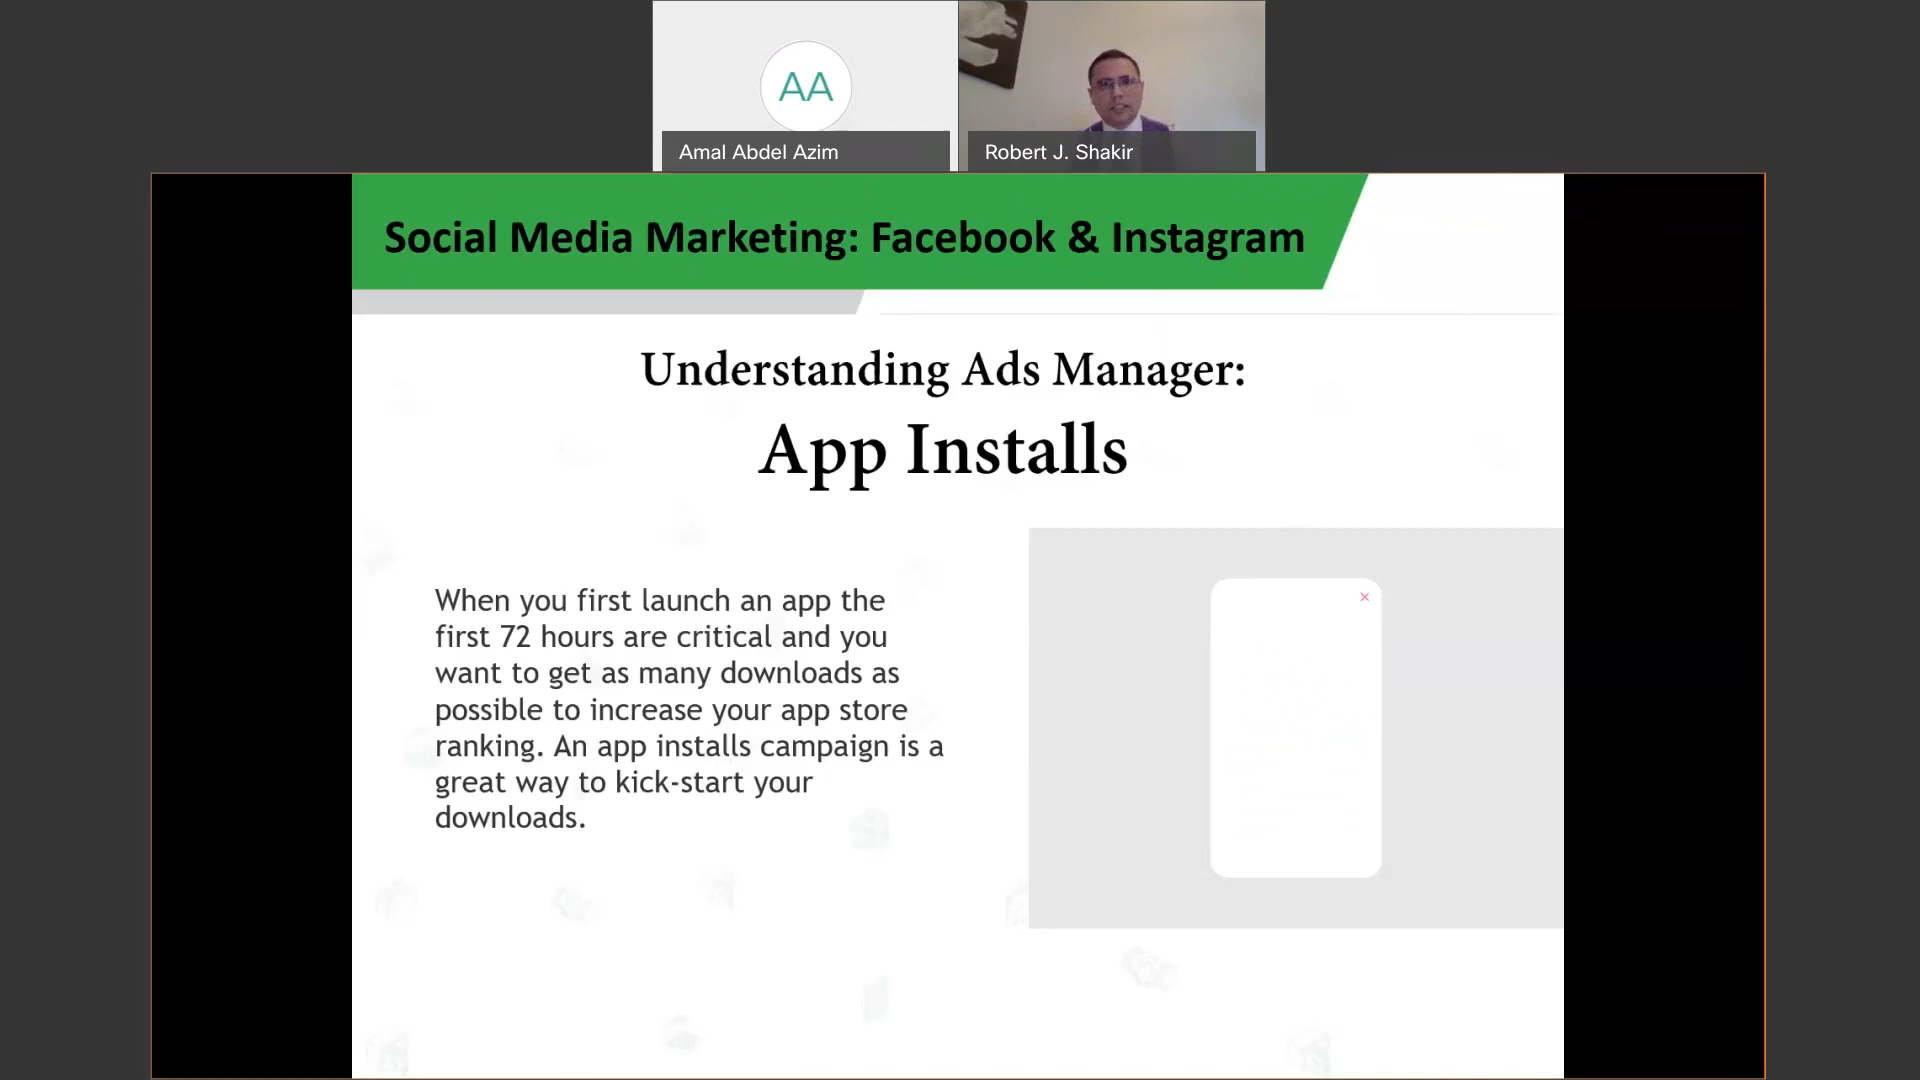 AA
Amal Abdel Azim
Robert J. Shakir
Social Media Marketing: Facebook & Instagram
Understanding Ads Manager:
App Installs
When you first launch an app the
first 72 hours are critical and you
want to get as many downloads as
possible to increase your app store
ranking. An app installs campaign is a
great way to kick-start your
downloads.